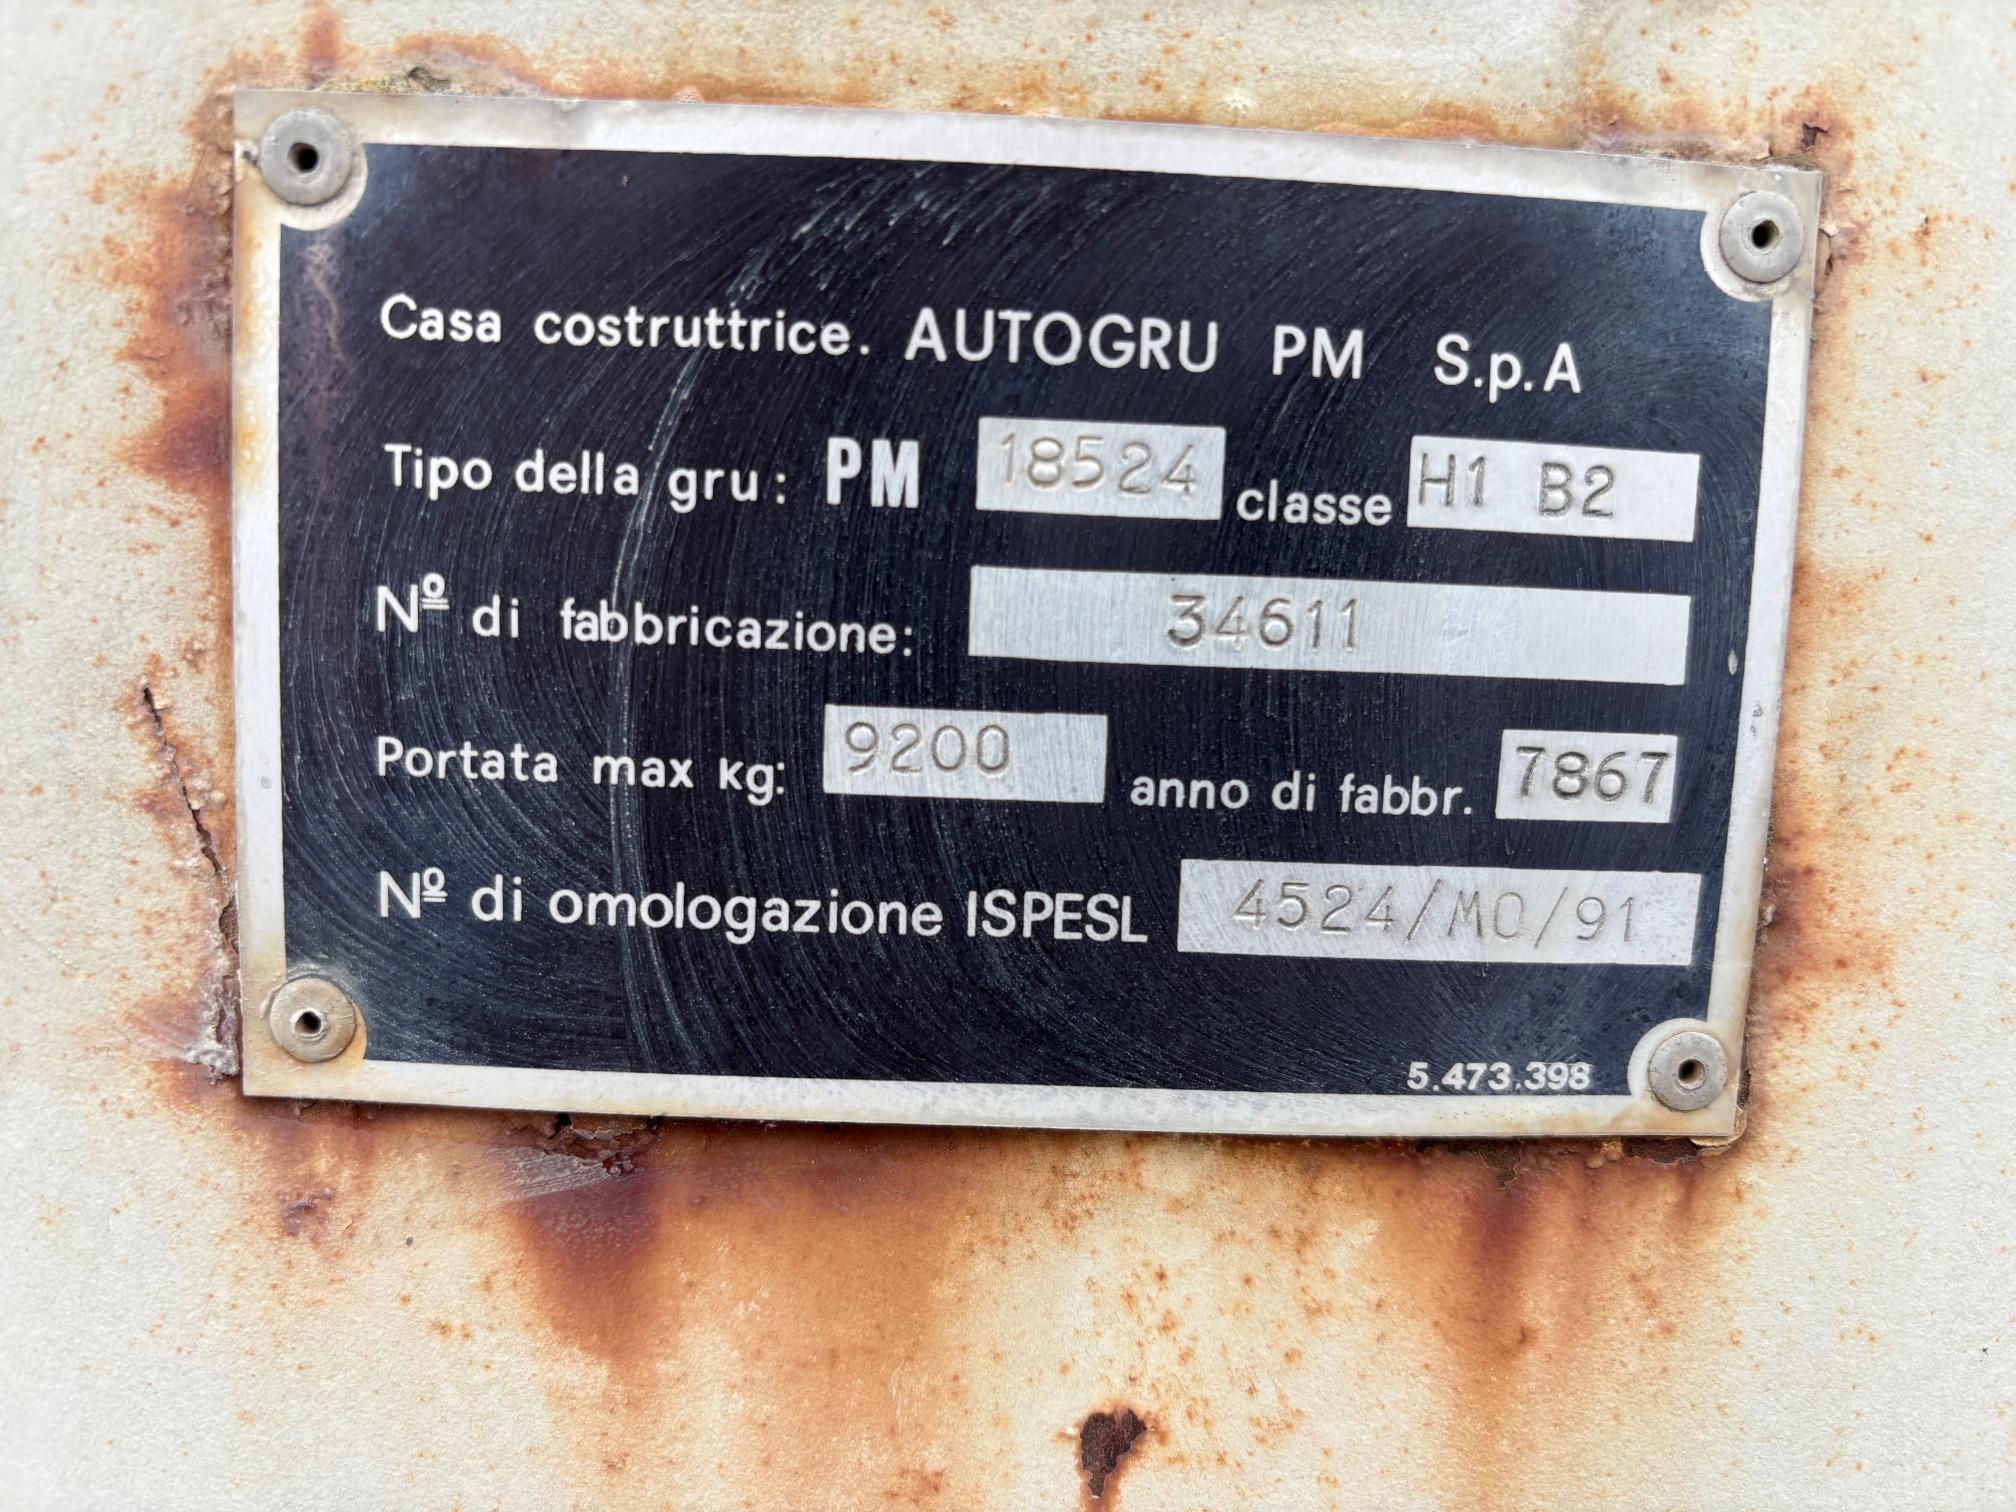 Casa costruttrice. AUTOGRU PM S.p.A
Tipo della gru: PM 18524 classe H1 B2
Nº di fabbricazione: 34611
Portata max kg: 9200 anno di fabbr. 7867
Nº di omologazione ISPESL 4524/MO/91
5.473.398